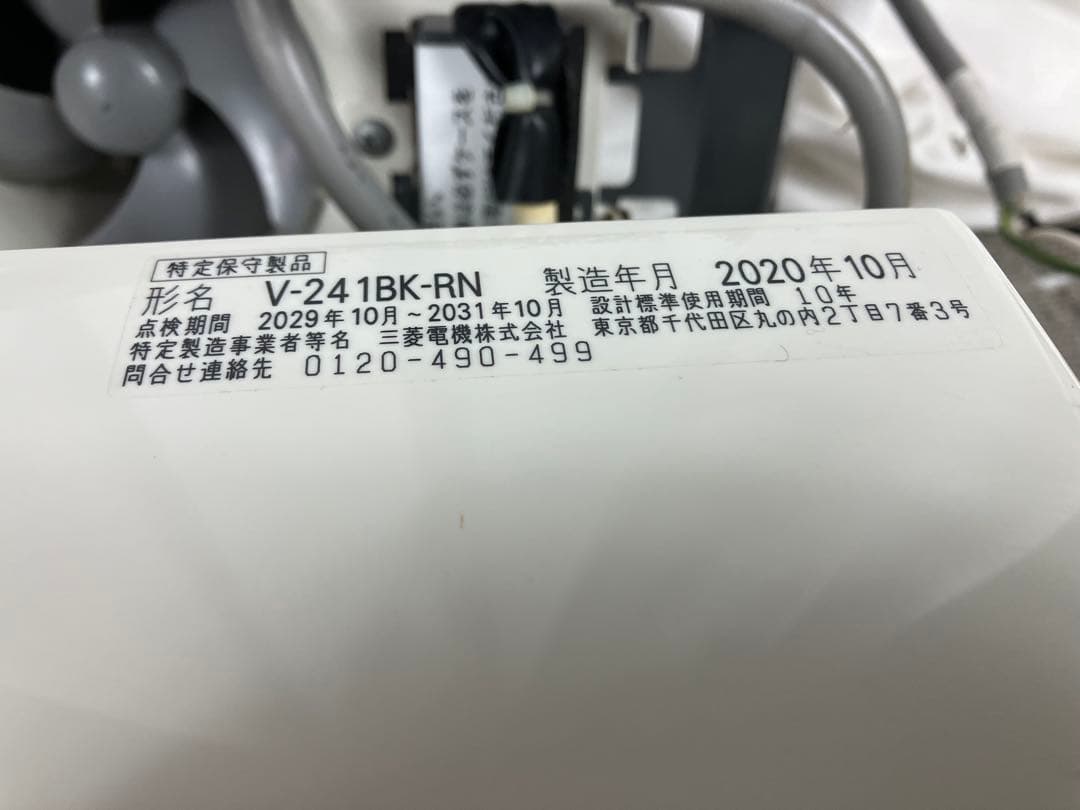 特定保守製品
形名 V-241BK-RN 製造年月 2020年10月
点検期間 2029年10月~2031年10月 設計標準使用期間 10年
特定製造事業者等名 三菱電機株式会社 東京都千代田区丸の内2丁目7番3号
問合せ連絡先 0120-490-499